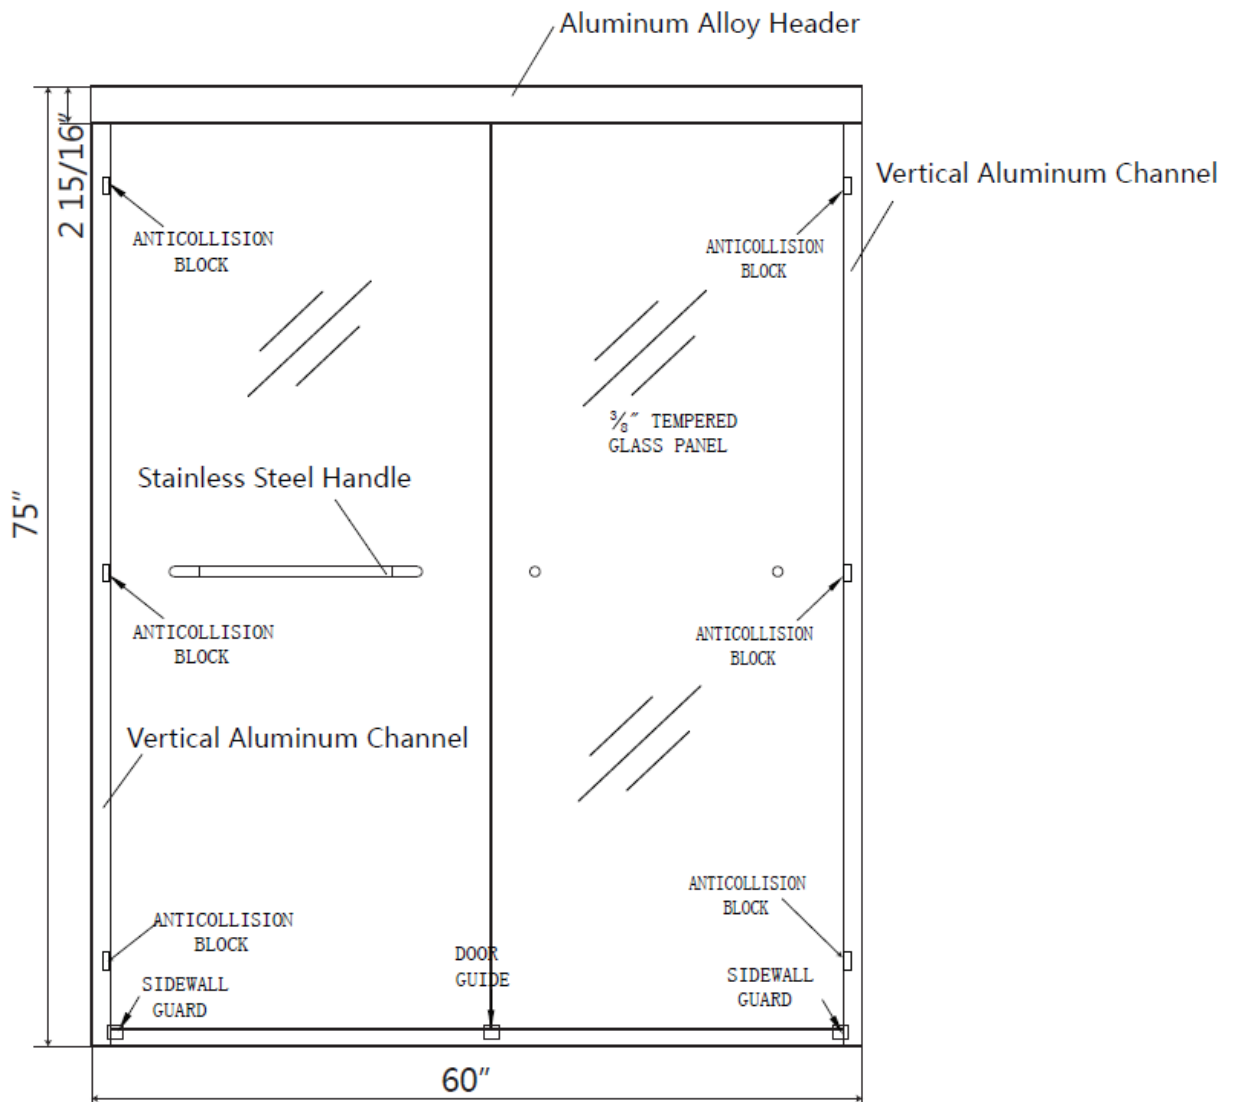 Aluminum Alloy Header
2 15/16"
Vertical Aluminum Channel
ANTICOLLISION
BLOCK
ANTICOLLISION
BLOCK
3/8" TEMPERED
GLASS PANEL
Stainless Steel Handle
75"
ANTICOLLISION
BLOCK
ANTICOLLISION
BLOCK
Vertical Aluminum Channel
ANTICOLLISION
BLOCK
ANTICOLLISION
BLOCK
DOOR
GUIDE
SIDEWALL
GUARD
SIDEWALL
GUARD
60"